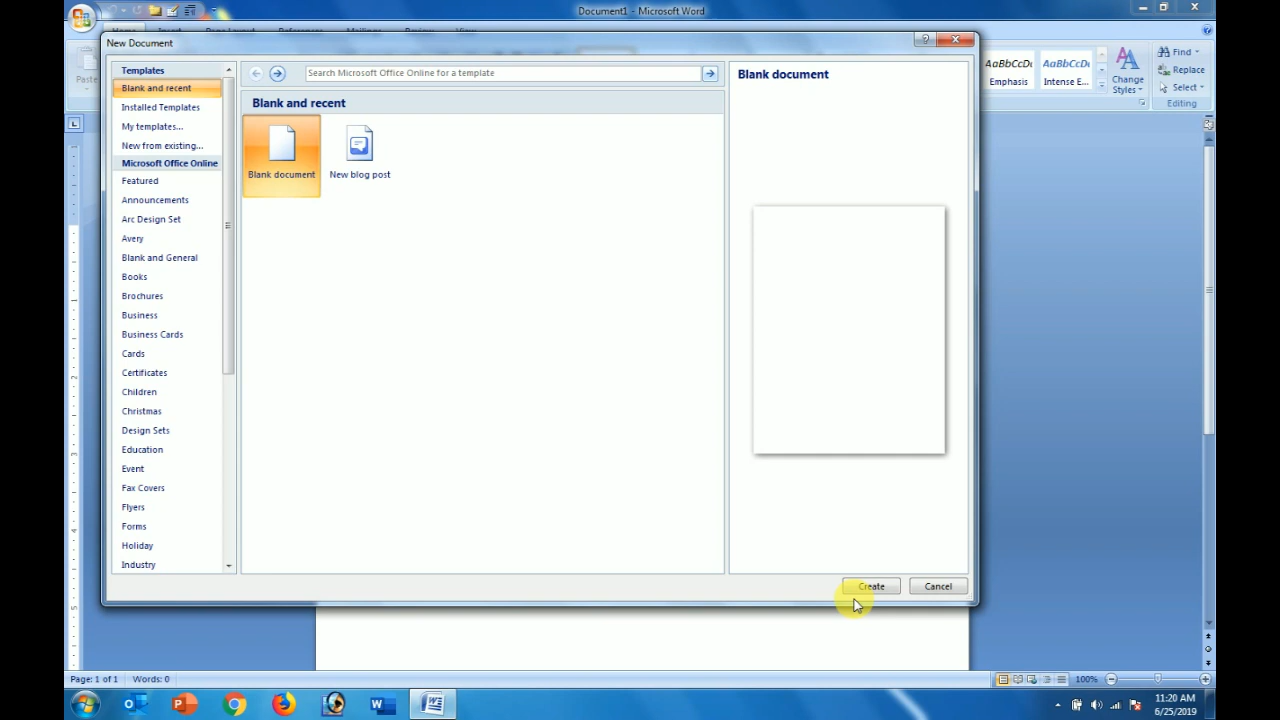 Document1 - Microsoft Word
New Document
Templates
Blank and recent
Installed Templates
My templates...
New from existing...
Microsoft Office Online
Featured
Announcements
Arc Design Set
Avery
Blank and General
Books
Brochures
Business
Business Cards
Cards
Certificates
Children
Christmas
Design Sets
Education
Event
Fax Covers
Flyers
Forms
Holiday
Industry
Search Microsoft Office Online for a template
Blank and recent
Blank document
New blog post
Blank document
Create
Cancel
Paste
AaBbCcDc
Emphasis
AaBbCcDc
Intense E...
Change
Styles
Find
Replace
Select
Editing
Page: 1 of 1
Words: 0
100%
11:20 AM
6/25/2019